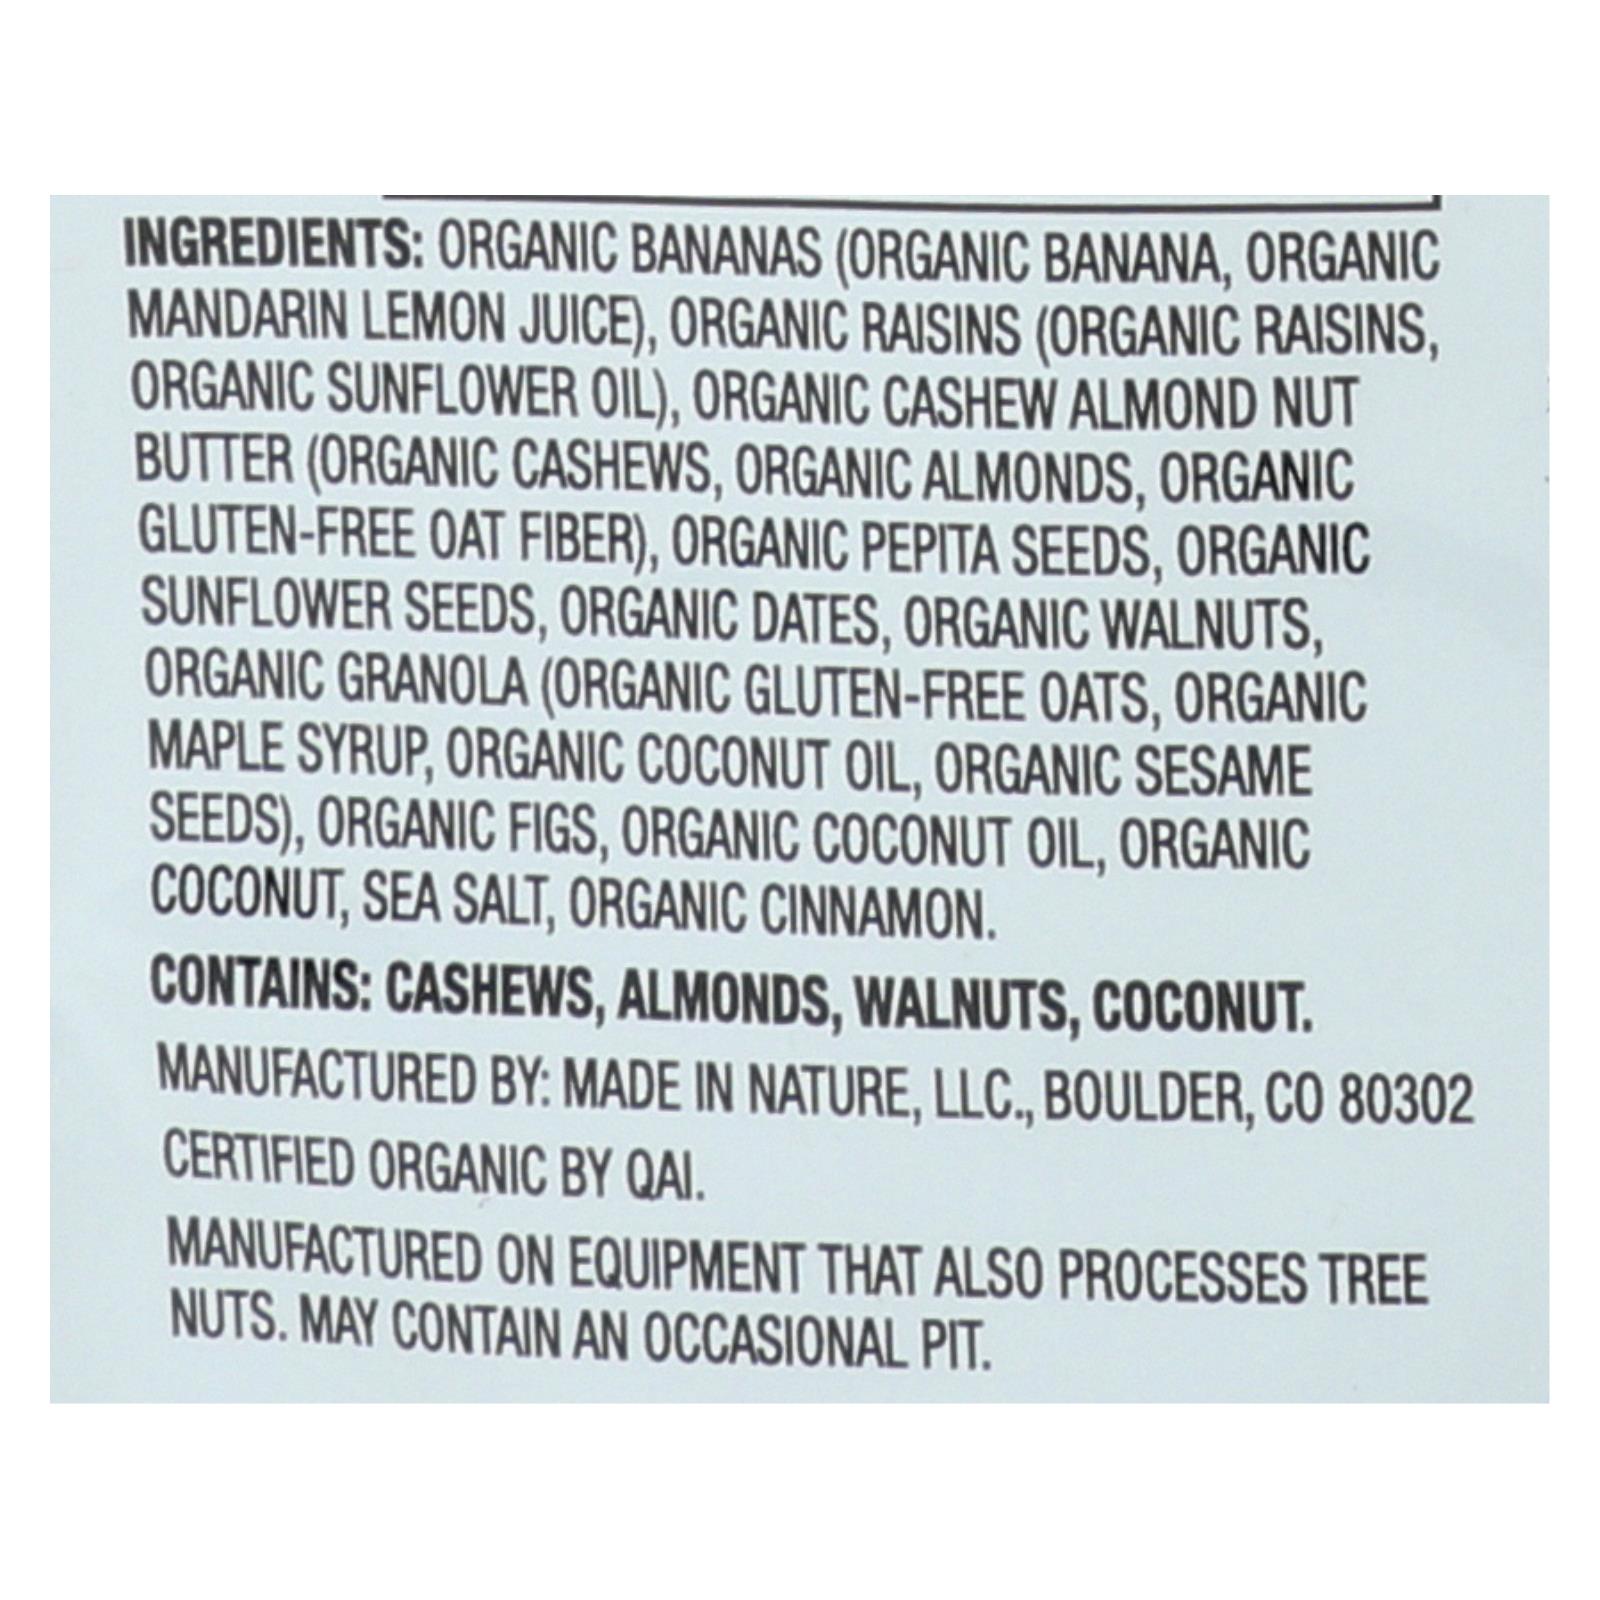 INGREDIENTS: ORGANIC BANANAS (ORGANIC BANANA, ORGANIC
MANDARIN LEMON JUICE), ORGANIC RAISINS (ORGANIC RAISINS,
ORGANIC SUNFLOWER OIL), ORGANIC CASHEW ALMOND NUT
BUTTER (ORGANIC CASHEWS, ORGANIC ALMONDS, ORGANIC
GLUTEN-FREE OAT FIBER), ORGANIC PEPITA SEEDS, ORGANIC
SUNFLOWER SEEDS, ORGANIC DATES, ORGANIC WALNUTS,
ORGANIC GRANOLA (ORGANIC GLUTEN-FREE OATS, ORGANIC
MAPLE SYRUP, ORGANIC COCONUT OIL, ORGANIC SESAME
SEEDS), ORGANIC FIGS, ORGANIC COCONUT OIL, ORGANIC
COCONUT, SEA SALT, ORGANIC CINNAMON.
CONTAINS: CASHEWS, ALMONDS, WALNUTS, COCONUT.
MANUFACTURED BY: MADE IN NATURE, LLC., BOULDER, CO 80302
CERTIFIED ORGANIC BY QAI.
MANUFACTURED ON EQUIPMENT THAT ALSO PROCESSES TREE
NUTS. MAY CONTAIN AN OCCASIONAL PIT.